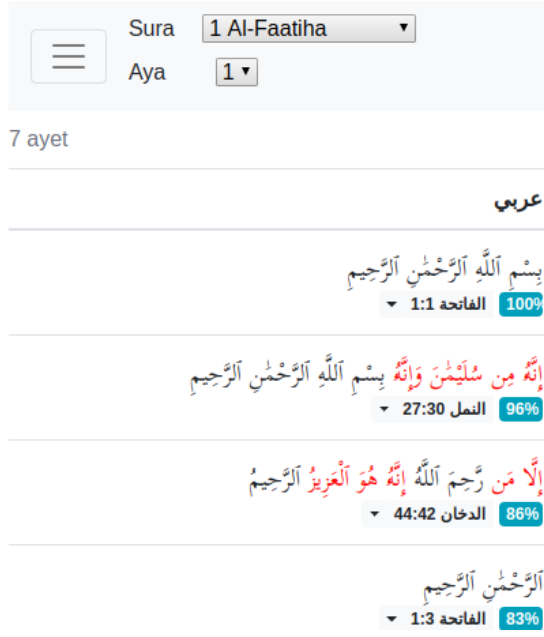 Sura 1 Al-Faatiha
Aya 1
7 ayet
عربي
بِسْمِ ٱللَّهِ ٱلرَّحْمَٰنِ ٱلرَّحِيمِ
100% الفاتحة 1:1
إِنَّهُۥ مِن سُلَيْمَٰنَ وَإِنَّهُۥ بِسْمِ ٱللَّهِ ٱلرَّحْمَٰنِ ٱلرَّحِيمِ
96% النمل 27:30
إِلَّا مَن رَّحِمَ ٱللَّهُ إِنَّهُۥ هُوَ ٱلْعَزِيزُ ٱلرَّحِيمُ
86% الدخان 44:42
ٱلرَّحْمَٰنِ ٱلرَّحِيمِ
83% الفاتحة 1:3